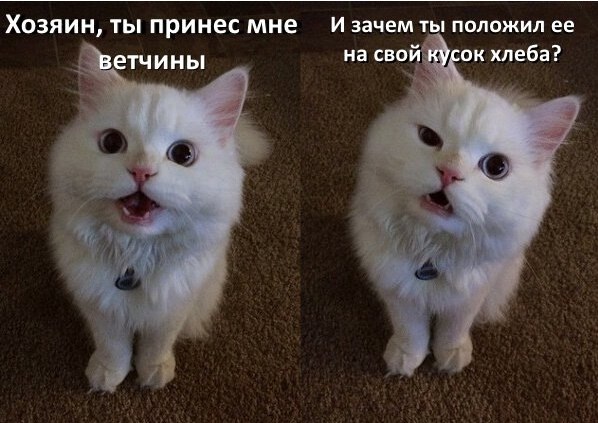 Хозяин, ты принес мне
ветчины
И зачем ты положил ее
на свой кусок хлеба?